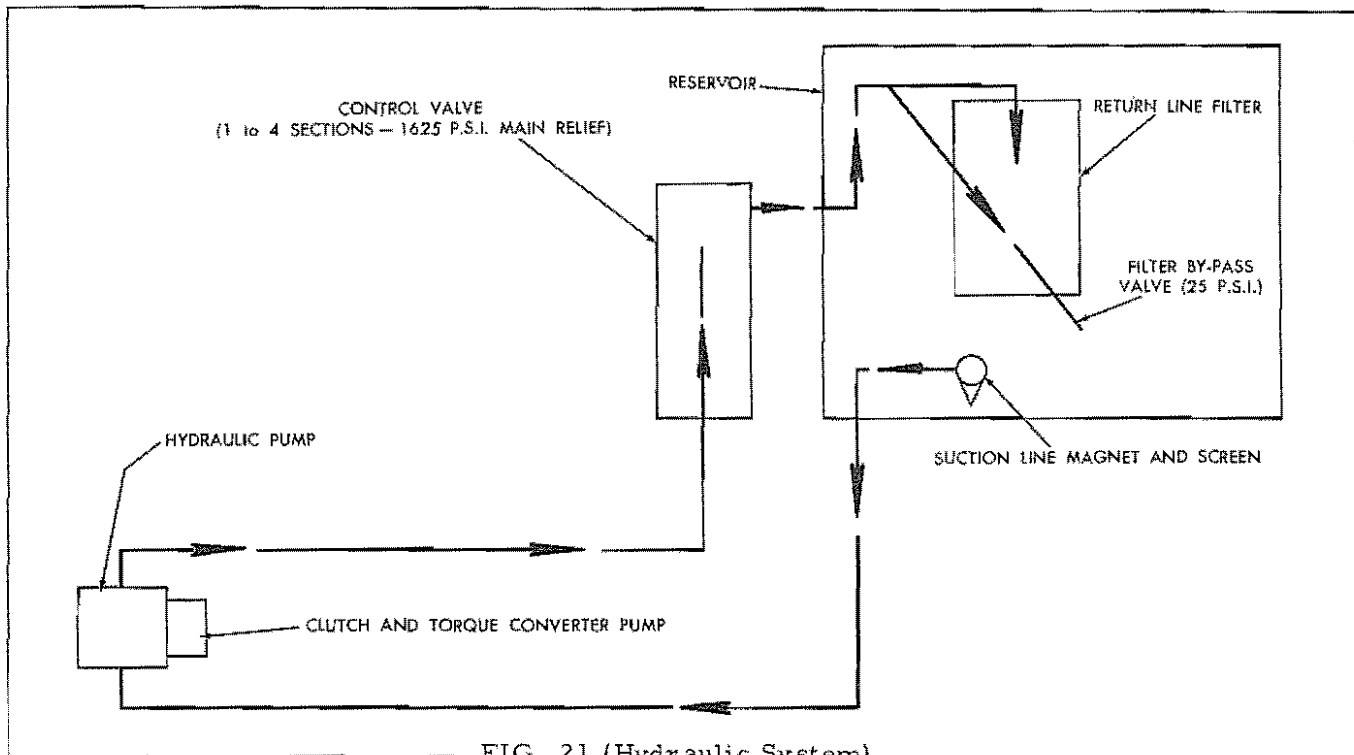 RESERVOIR
CONTROL VALVE
(1 to 4 SECTIONS — 1625 P.S.I. MAIN RELIEF)
RETURN LINE FILTER
FILTER BY-PASS
VALVE (25 P.S.I.)
HYDRAULIC PUMP
SUCTION LINE MAGNET AND SCREEN
CLUTCH AND TORQUE CONVERTER PUMP
FIG. 21 (Hydraulic System)